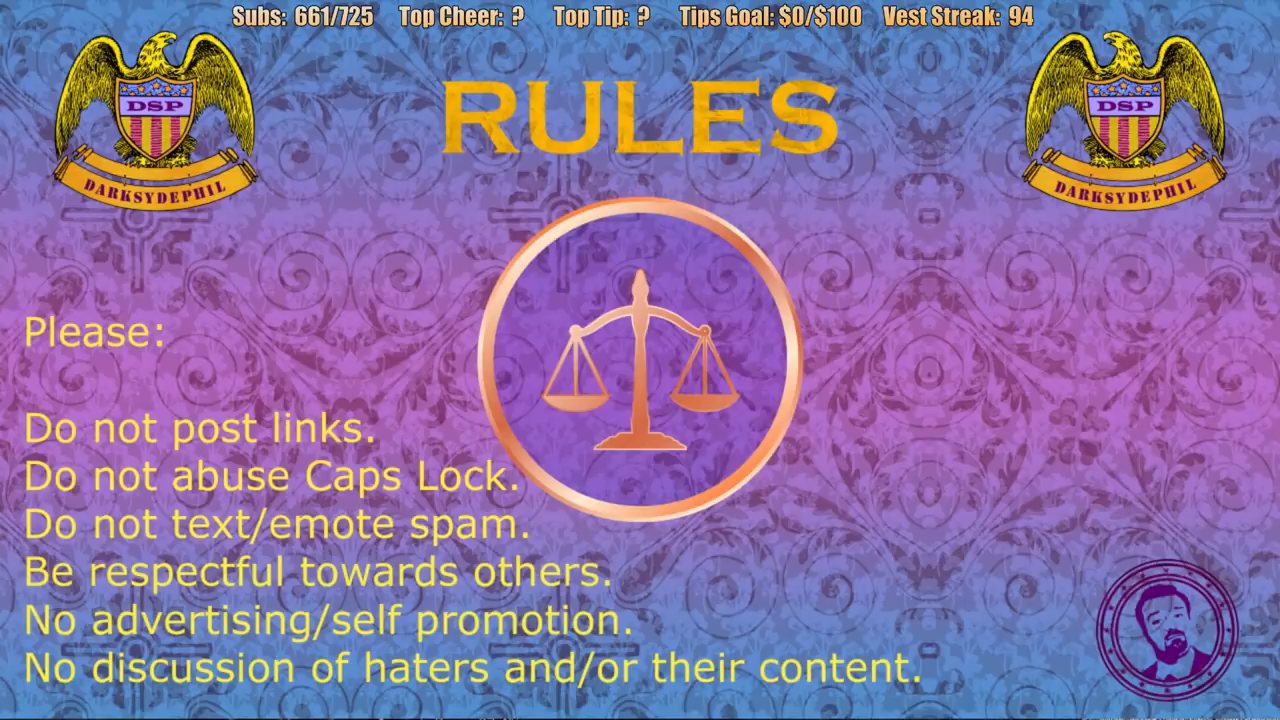 Subs: 661/725 Top Cheer: ? Top Tip: ? Tips Goal: $0/$100 Vest Streak: 94
RULES
DSP
DARKSYDEPHIL
DSP
DARKSYDEPHIL
Please:
Do not post links.
Do not abuse Caps Lock.
Do not text/emote spam.
Be respectful towards others.
No advertising/self promotion.
No discussion of haters and/or their content.